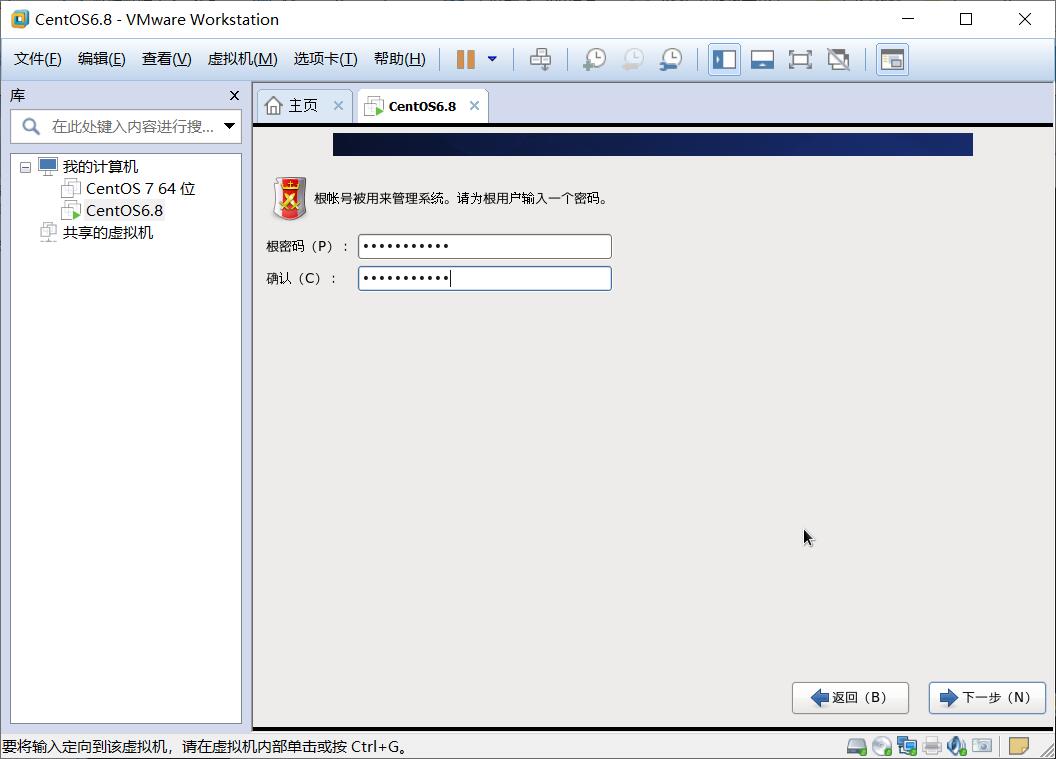 CentOS6.8 - VMware Workstation
文件(F) 编辑(E) 查看(V) 虚拟机(M) 选项卡(T) 帮助(H)
库
在此处键入内容进行搜...
我的计算机
CentOS 7 64 位
CentOS6.8
共享的虚拟机
主页
CentOS6.8
根帐号被用来管理系统。请为根用户输入一个密码。
根密码（P）：
确认（C）：
返回（B）
下一步（N）
要将输入定向到该虚拟机，请在虚拟机内部单击或按 Ctrl+G。